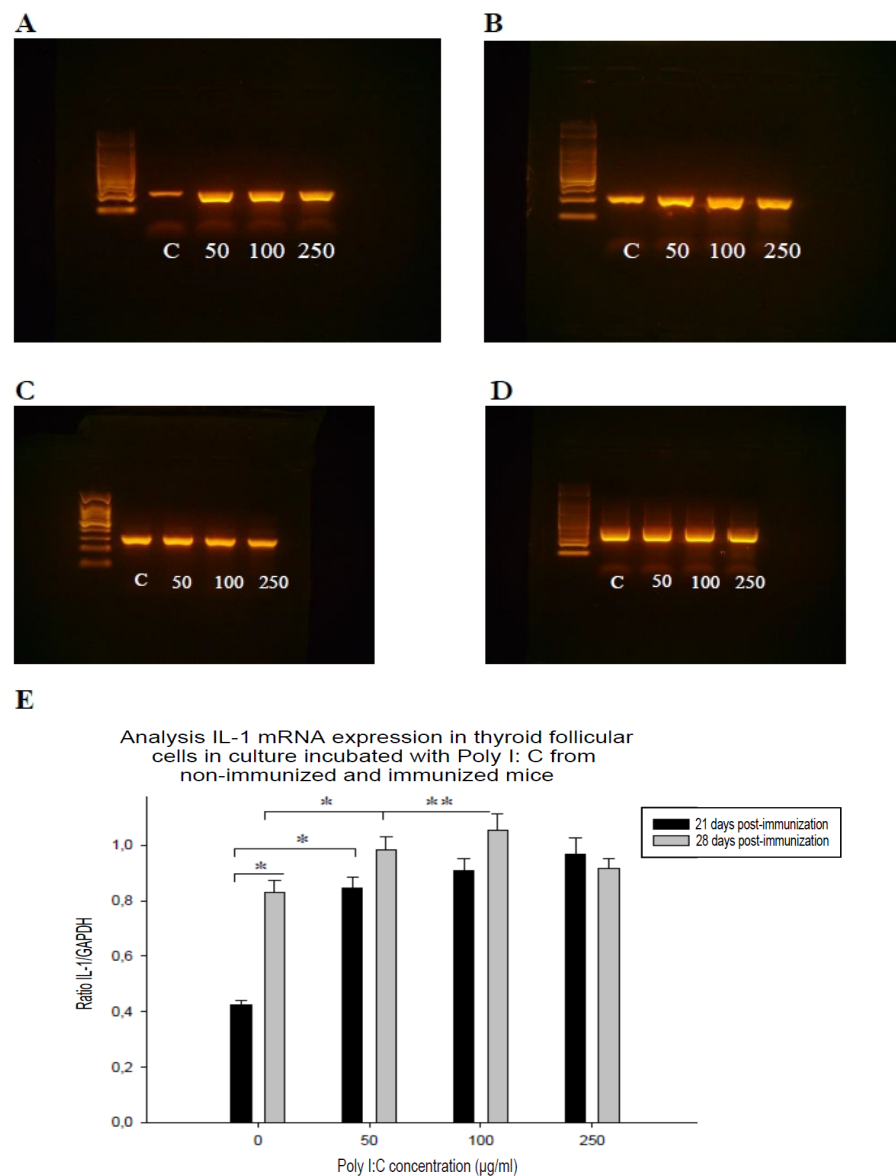 A
B
C 50 100 250
C 50 100 250
C
D
C 50 100 250
C 50 100 250
E
Analysis IL-1 mRNA expression in thyroid follicular
cells in culture incubated with Poly I: C from
non-immunized and immunized mice
* **
*
*
21 days post-immunization
28 days post-immunization
1,0
0,8
0,6
0,4
0,2
0,0
Ratio IL-1/GAPDH
0 50 100 250
Poly I:C concentration (µg/ml)